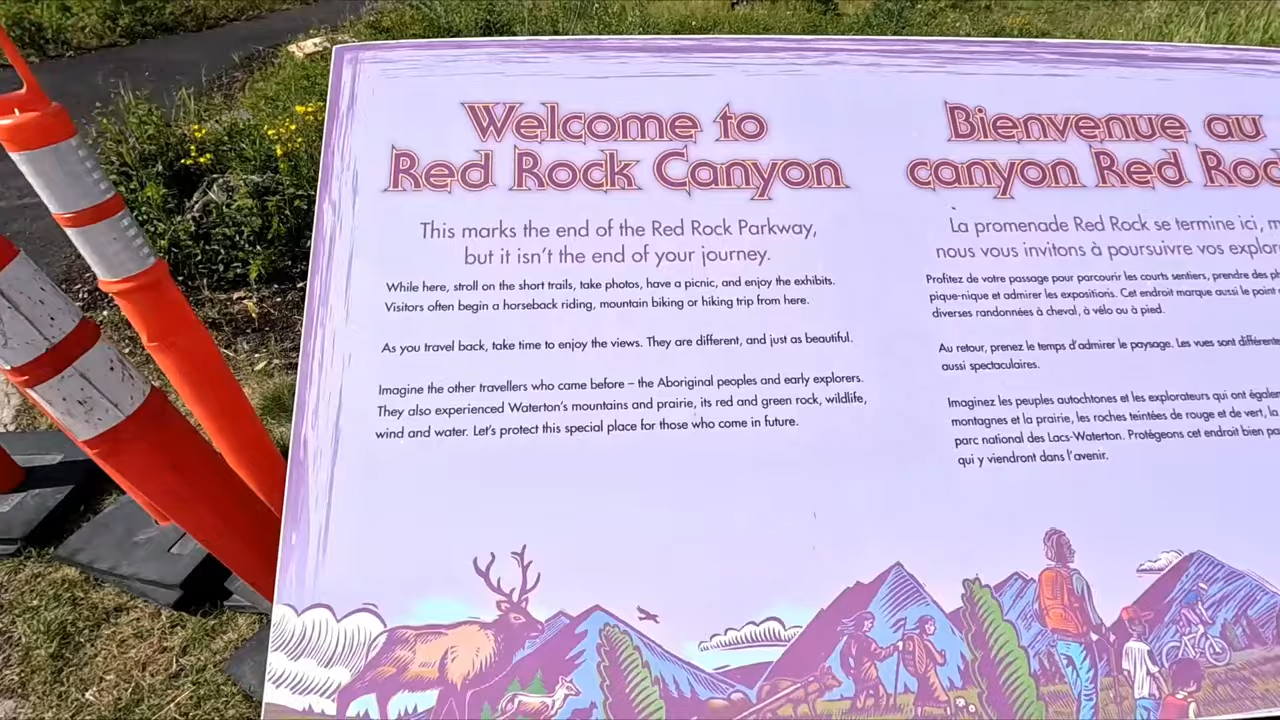 Welcome to
Red Rock Canyon
This marks the end of the Red Rock Parkway,
but it isn't the end of your journey.
While here, stroll on the short trails, take photos, have a picnic, and enjoy the exhibits.
Visitors often begin a horseback riding, mountain biking or hiking trip from here.
As you travel back, take time to enjoy the views. They are different, and just as beautiful.
Imagine the other travellers who came before – the Aboriginal peoples and early explorers.
They also experienced Waterton's mountains and prairie, its red and green rock, wildlife,
wind and water. Let's protect this special place for those who come in future.
Bienvenue au
canyon Red
La promenade Red Rock se termine ici,
nous vous invitons à poursuivre vos
Profitez de votre passage pour parcourir les courts sentiers, prendre des
pique-nique et admirer les expositions. Cet endroit marque aussi le point
diverses randonnées à cheval, à vélo ou à pied.
Au retour, prenez le temps d'admirer le paysage. Les vues sont
aussi spectaculaires.
Imaginez les peuples autochtones et les explorateurs qui ont
montagnes et la prairie, les roches teintées de rouge et de vert, la
parc national des Lacs-Waterton. Protégeons cet endroit bien
qui y viendront dans l'avenir.